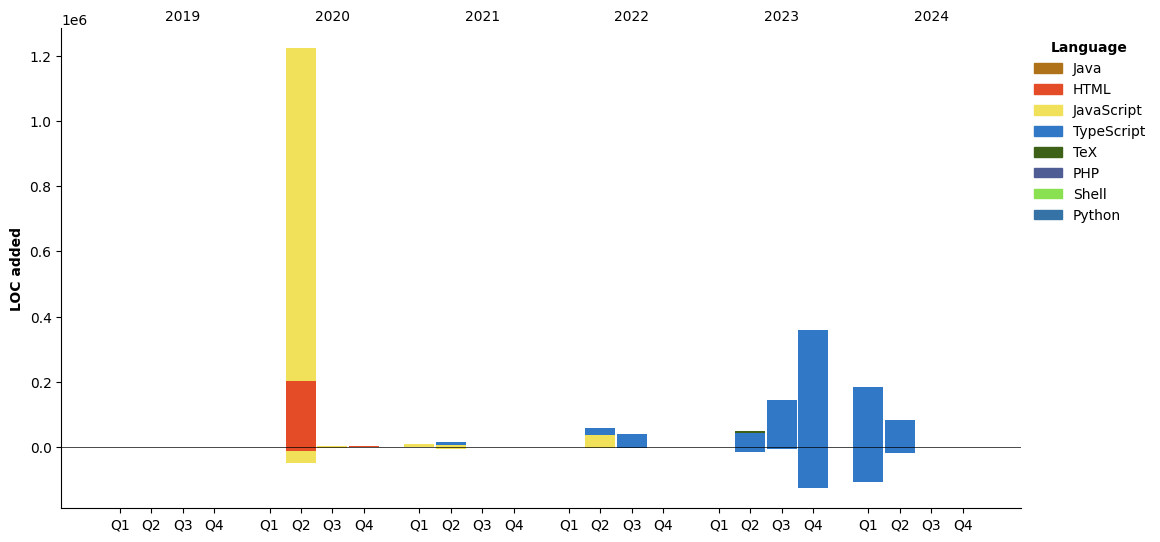 1e6
2019 2020 2021 2022 2023 2024
Language
Java
HTML
JavaScript
TypeScript
TeX
PHP
Shell
Python
LOC added
1.2
1.0
0.8
0.6
0.4
0.2
0.0
Q1 Q2 Q3 Q4 Q1 Q2 Q3 Q4 Q1 Q2 Q3 Q4 Q1 Q2 Q3 Q4 Q1 Q2 Q3 Q4 Q1 Q2 Q3 Q4